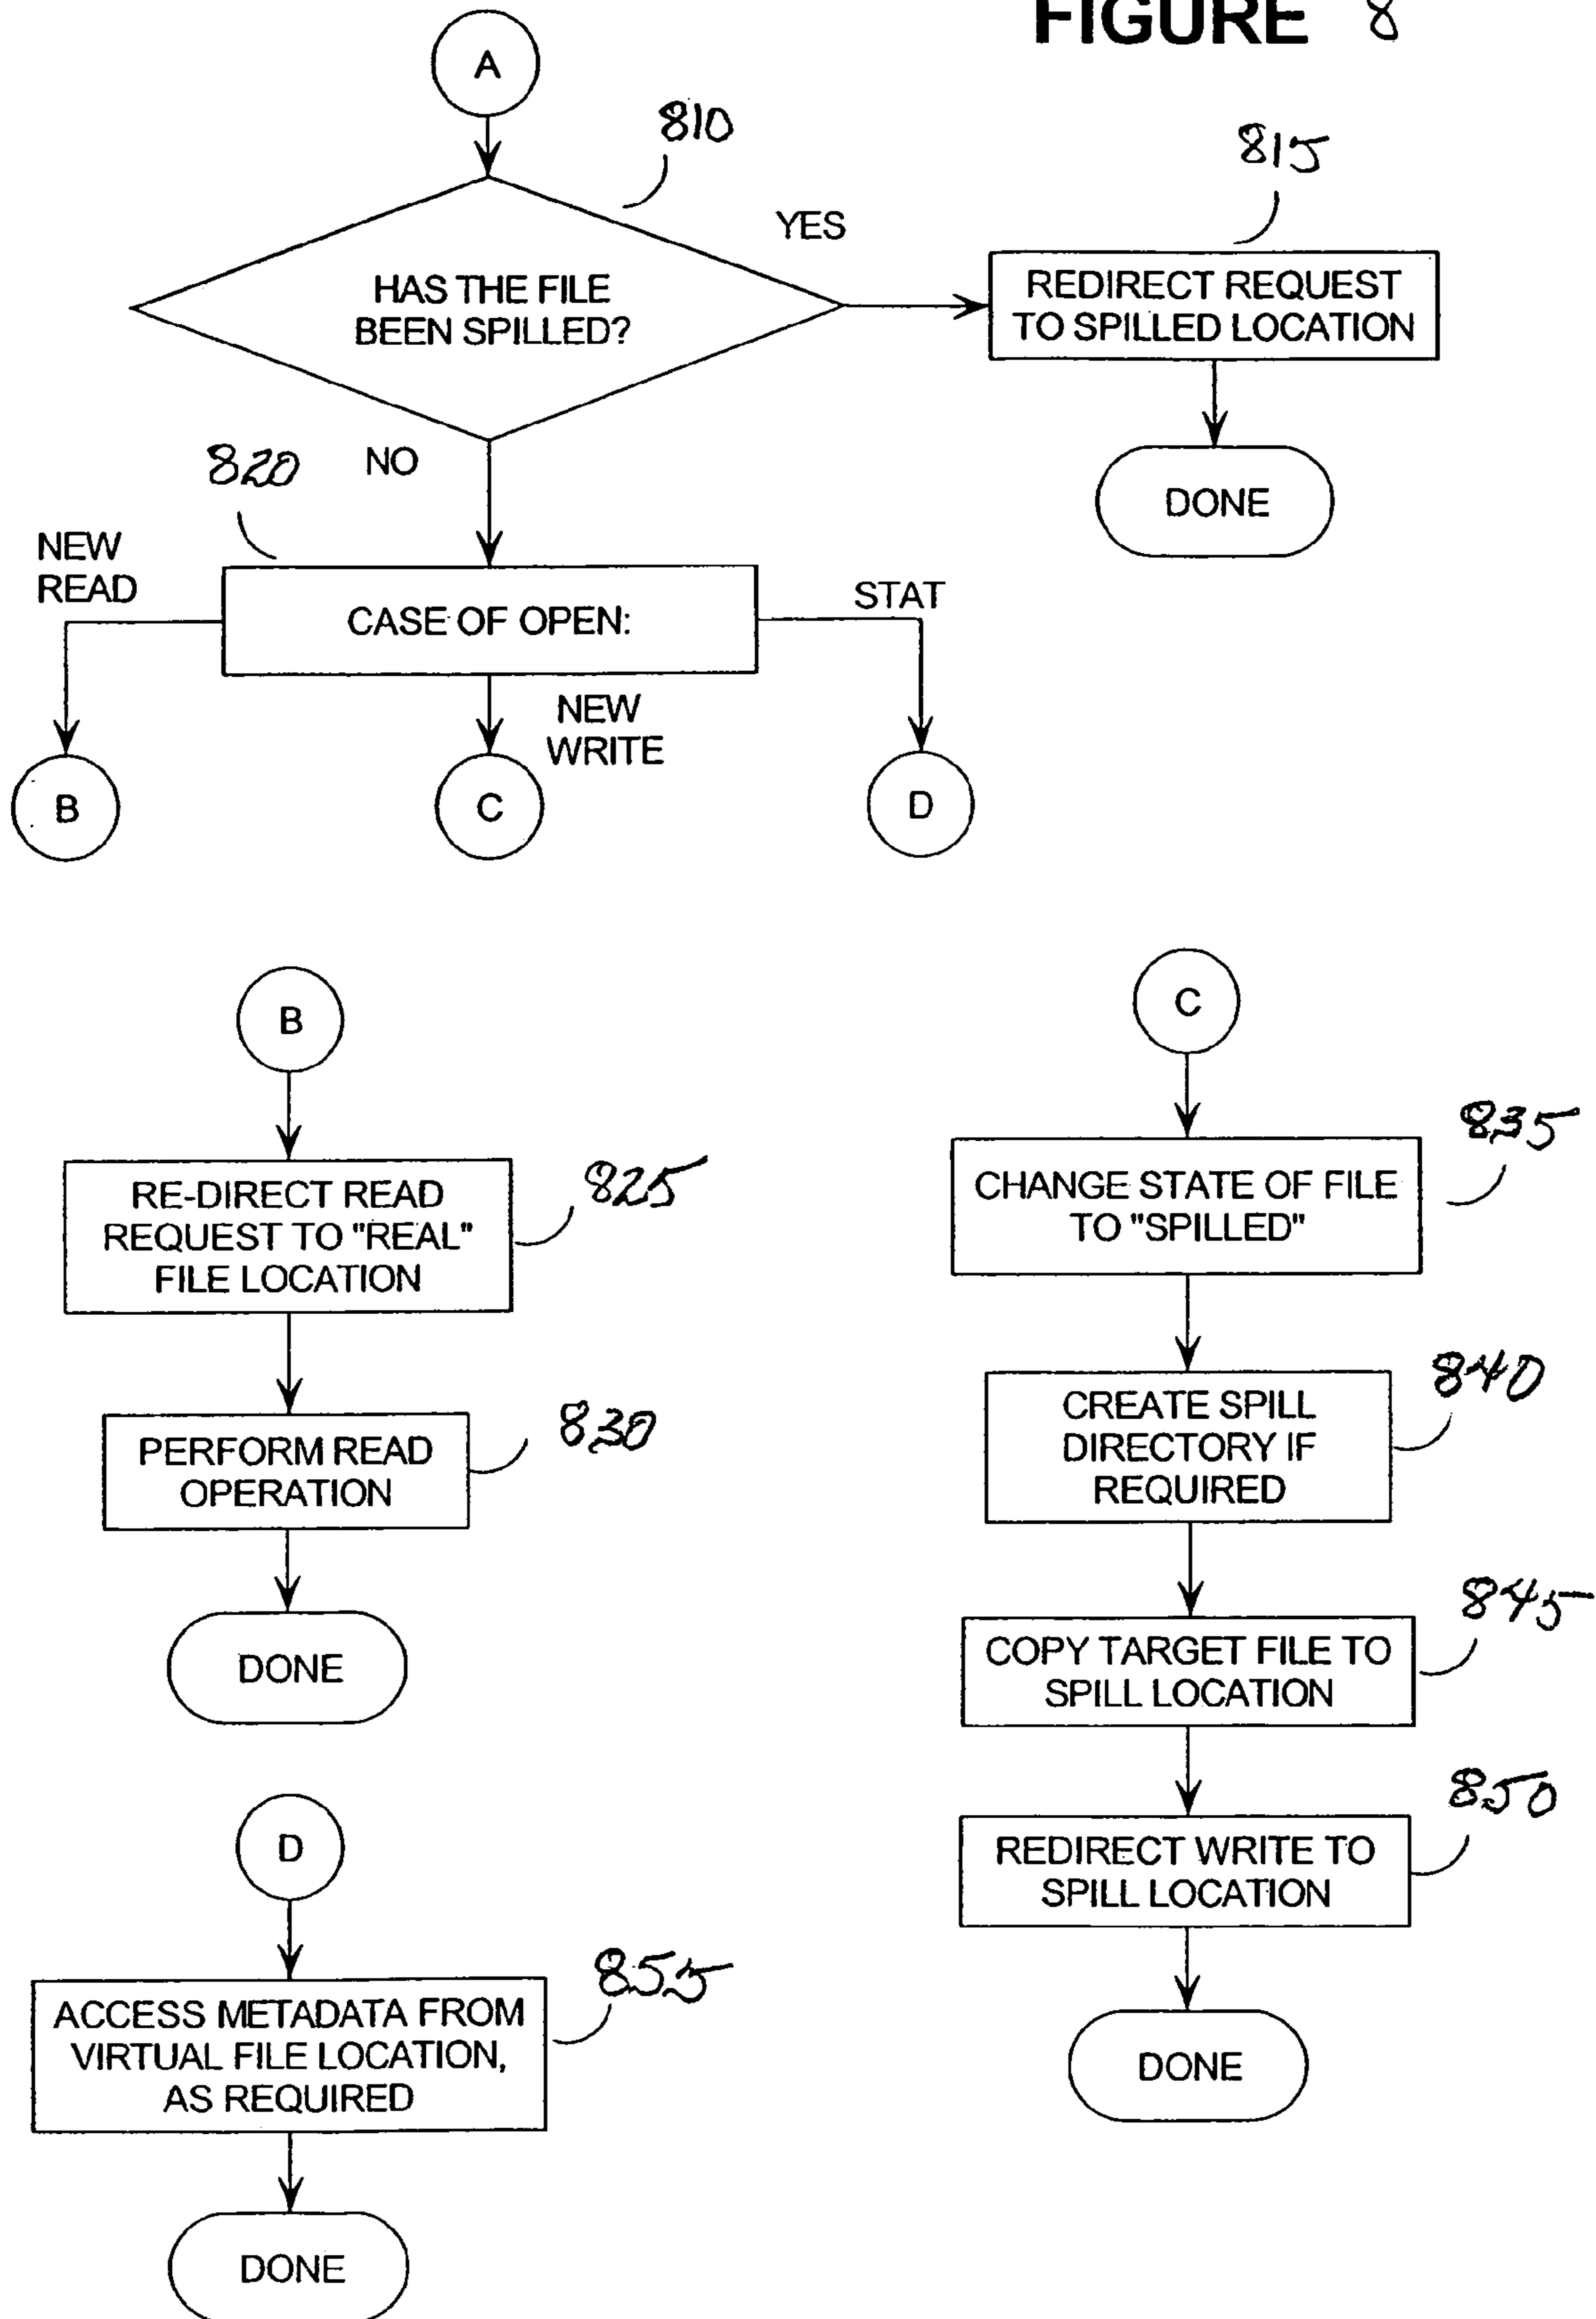 FIGURE 8
A
810
815
YES
HAS THE FILE
BEEN SPILLED?
REDIRECT REQUEST
TO SPILLED LOCATION
DONE
820
NO
NEW
READ
CASE OF OPEN:
STAT
NEW
WRITE
B
C
D
B
825
RE-DIRECT READ
REQUEST TO "REAL"
FILE LOCATION
830
PERFORM READ
OPERATION
DONE
C
835
CHANGE STATE OF FILE
TO "SPILLED"
840
CREATE SPILL
DIRECTORY IF
REQUIRED
845
COPY TARGET FILE TO
SPILL LOCATION
850
REDIRECT WRITE TO
SPILL LOCATION
DONE
D
855
ACCESS METADATA FROM
VIRTUAL FILE LOCATION,
AS REQUIRED
DONE